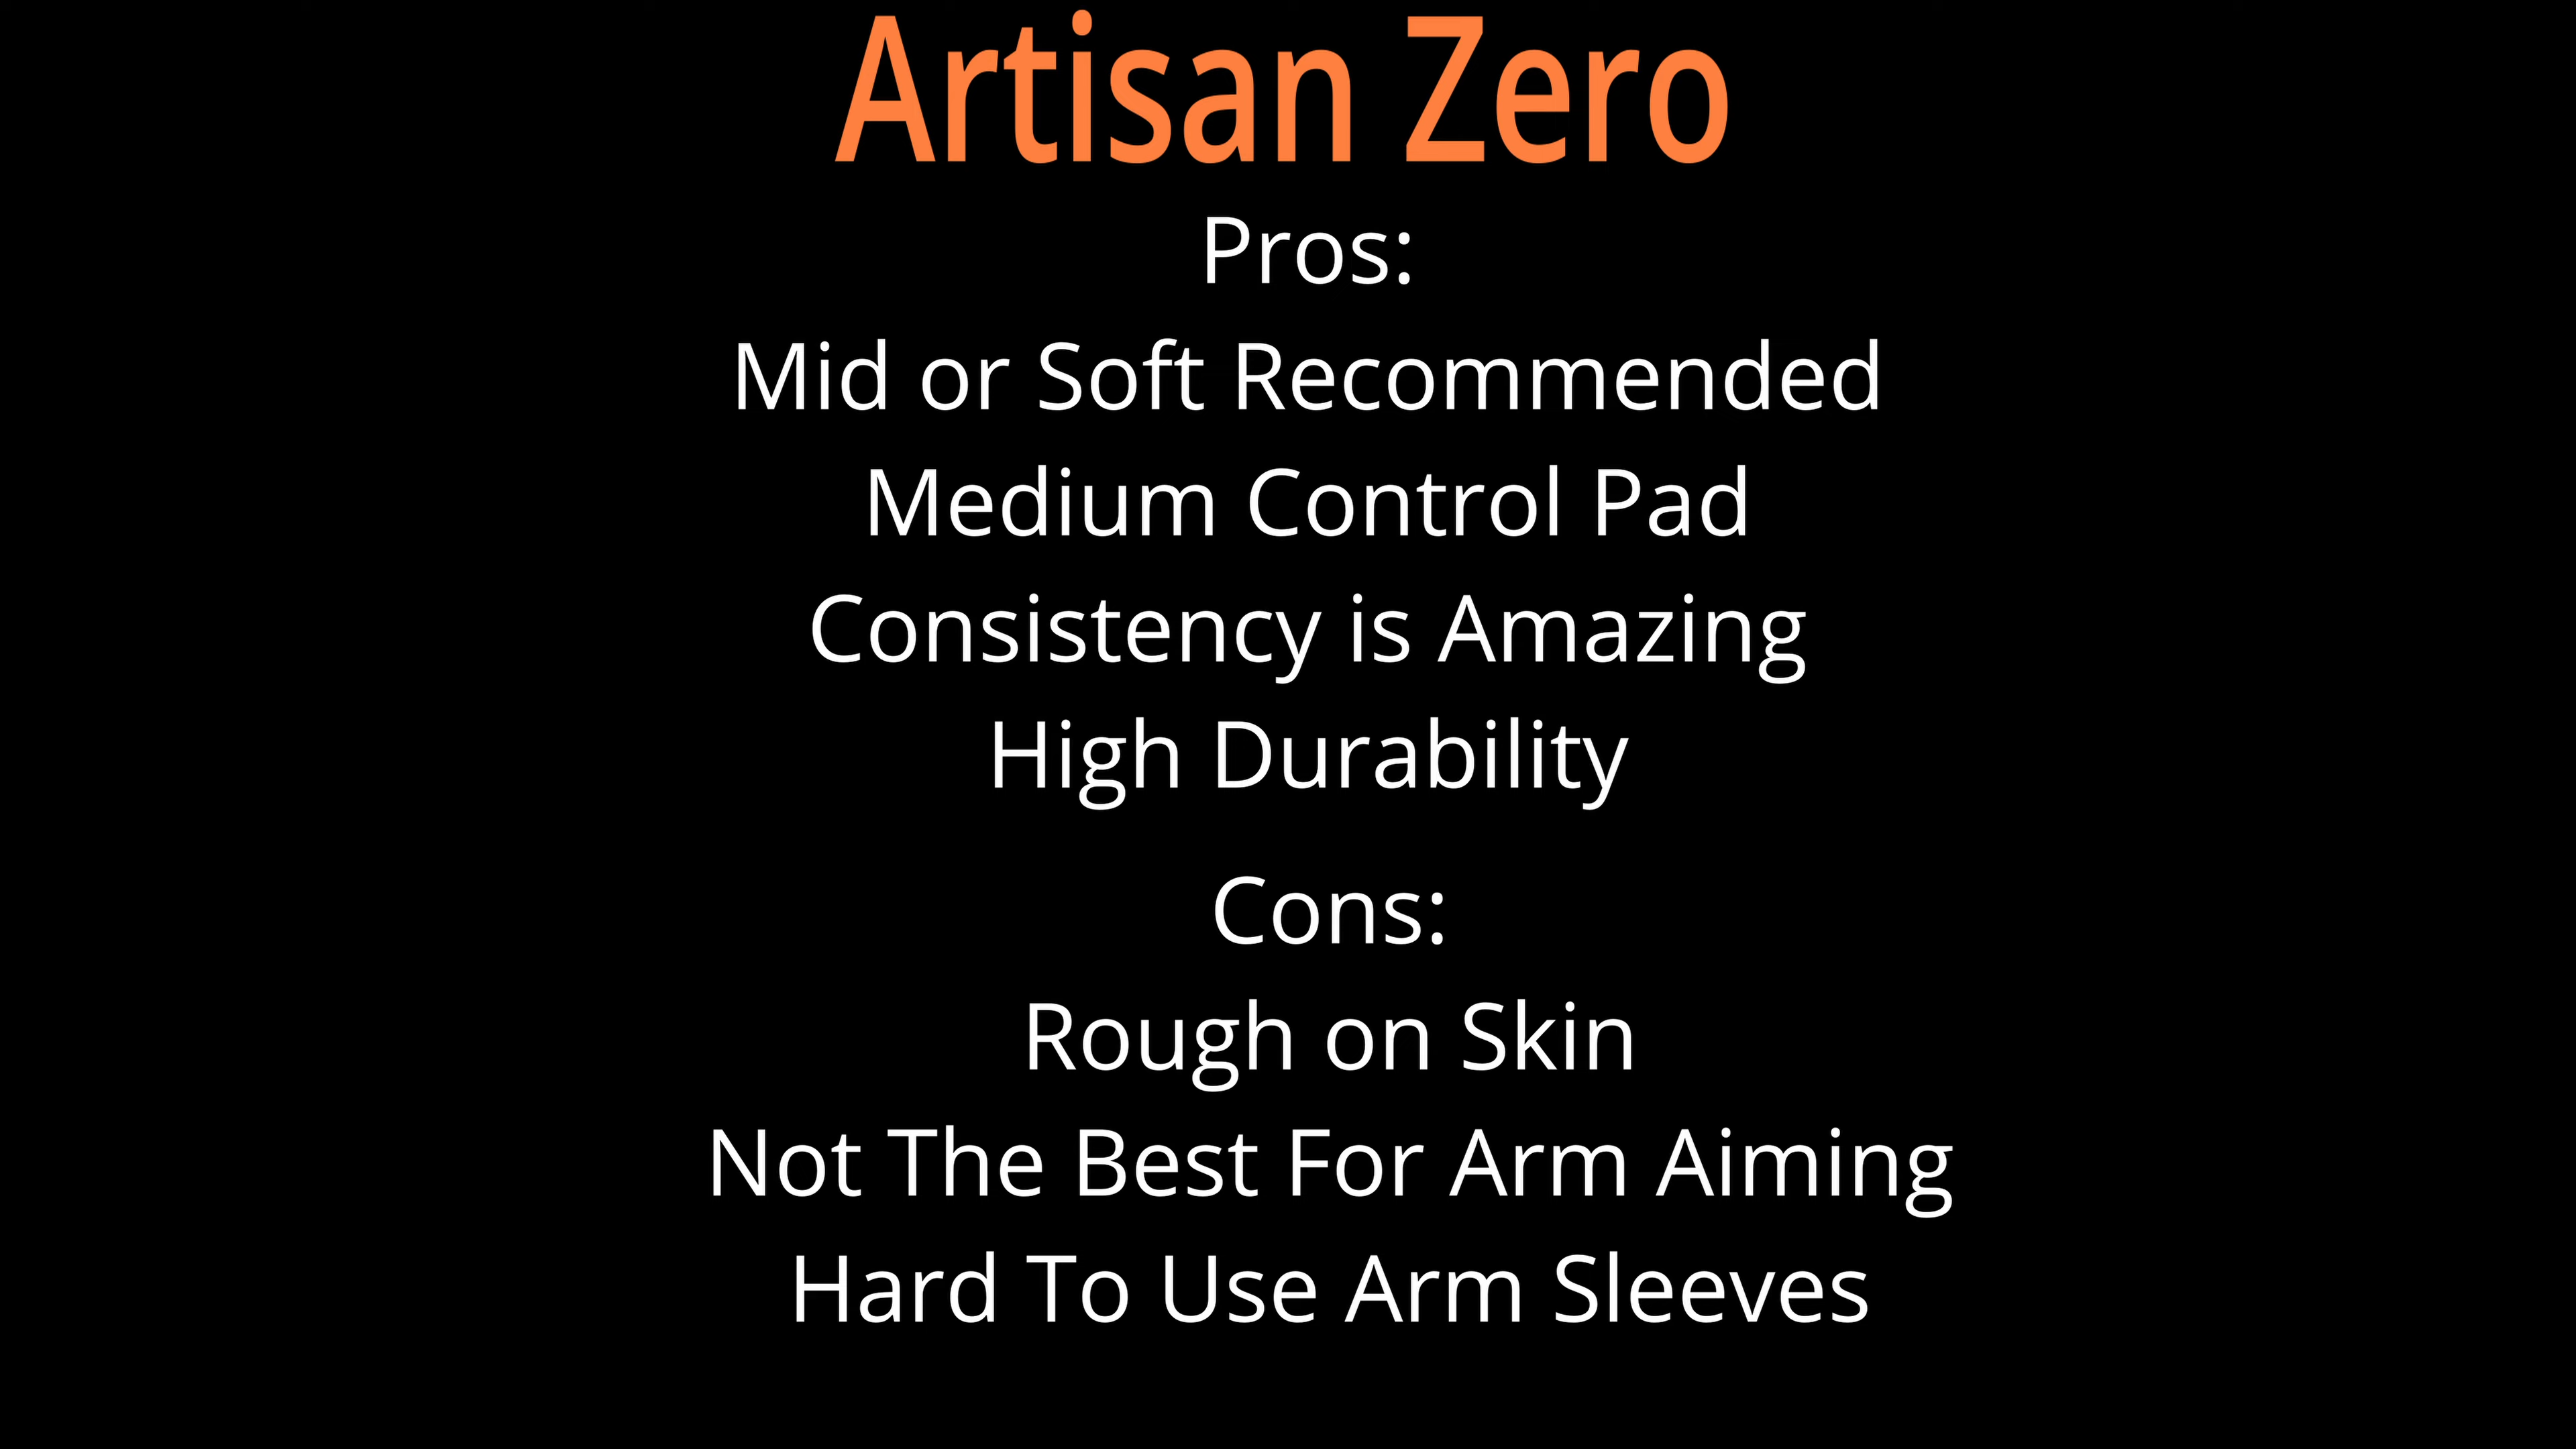 Artisan Zero
Pros:
Mid or Soft Recommended
Medium Control Pad
Consistency is Amazing
High Durability
Cons:
Rough on Skin
Not The Best For Arm Aiming
Hard To Use Arm Sleeves